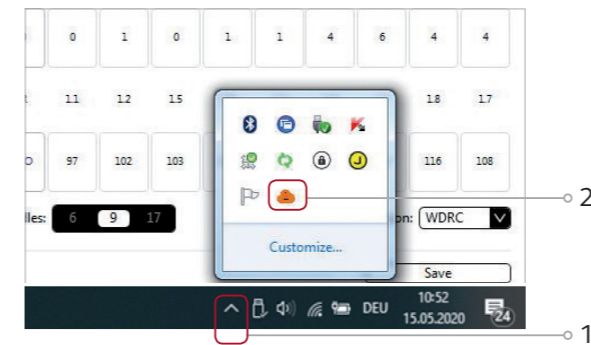 0 1 0 1 1 4 6 4 4
1.1 1.2 1.5 1.8 1.7
97 102 103 116 108
lles: 6 9 17 on: WDRC
2
Customize...
Save
DEU 10:52
15.05.2020 24
1